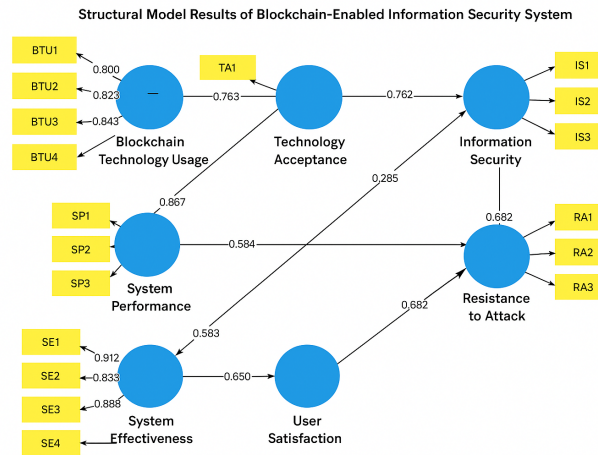 Structural Model Results of Blockchain-Enabled Information Security System
BTU1
BTU2
BTU3
BTU4
0.800
0.823
0.843
Blockchain
Technology Usage
0.763
TA1
Technology
Acceptance
0.762
IS1
IS2
IS3
Information
Security
0.867
0.285
0.682
SP1
SP2
SP3
System
Performance
0.584
RA1
RA2
RA3
Resistance
to Attack
0.583
0.682
SE1
SE2
SE3
SE4
0.912
0.833
0.888
System
Effectiveness
0.650
User
Satisfaction